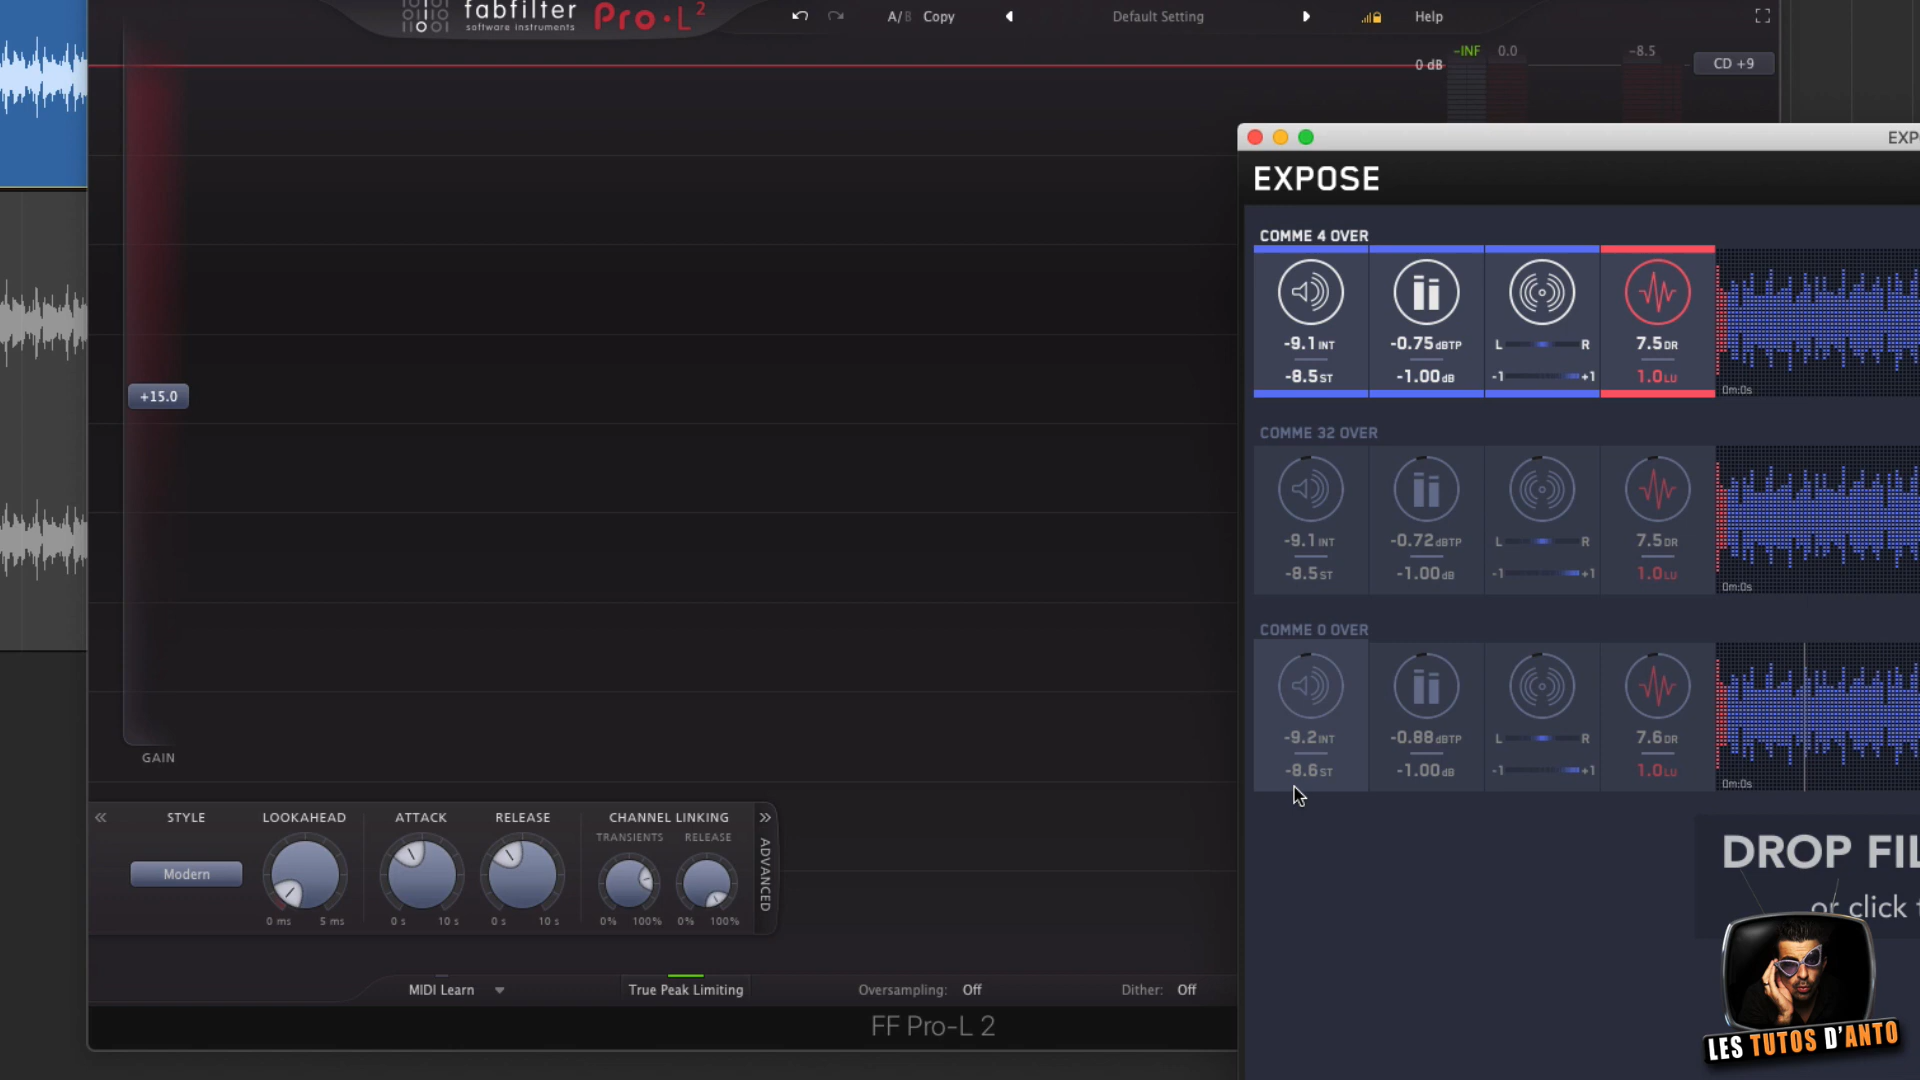 fabfilter
software instruments
Pro·L 2
A/B
Copy
Default Setting
Help
-INF
0.0
-8.5
0 dB
CD +9
EXP
EXPOSE
COMME 4 OVER
-9.1 INT
-0.75 dBTP
L
R
7.5 DR
-8.5 ST
-1.00 dB
-1
+1
1.0 LU
0m:0s
COMME 32 OVER
-9.1 INT
-0.72 dBTP
L
R
7.5 DR
-8.5 ST
-1.00 dB
-1
+1
1.0 LU
0m:0s
COMME 0 OVER
-9.2 INT
-0.88 dBTP
L
R
7.6 DR
-8.6 ST
-1.00 dB
-1
+1
1.0 LU
0m:0s
+15.0
GAIN
STYLE
LOOKAHEAD
ATTACK
RELEASE
CHANNEL LINKING
TRANSIENTS
RELEASE
Modern
0 ms
5 ms
0 s
10 s
0 s
10 s
0%
100%
0%
100%
ADVANCED
DROP FIL
or click t
MIDI Learn
True Peak Limiting
Oversampling: Off
Dither: Off
FF Pro-L 2
LES TUTOS D'ANTO